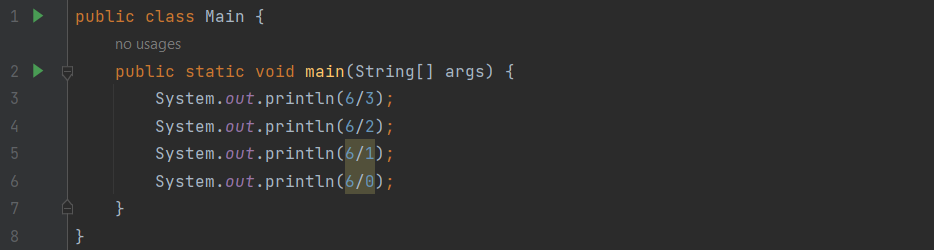 1 public class Main {
no usages
2 public static void main(String[] args) {
3 System.out.println(6/3);
4 System.out.println(6/2);
5 System.out.println(6/1);
6 System.out.println(6/0);
7 }
8 }